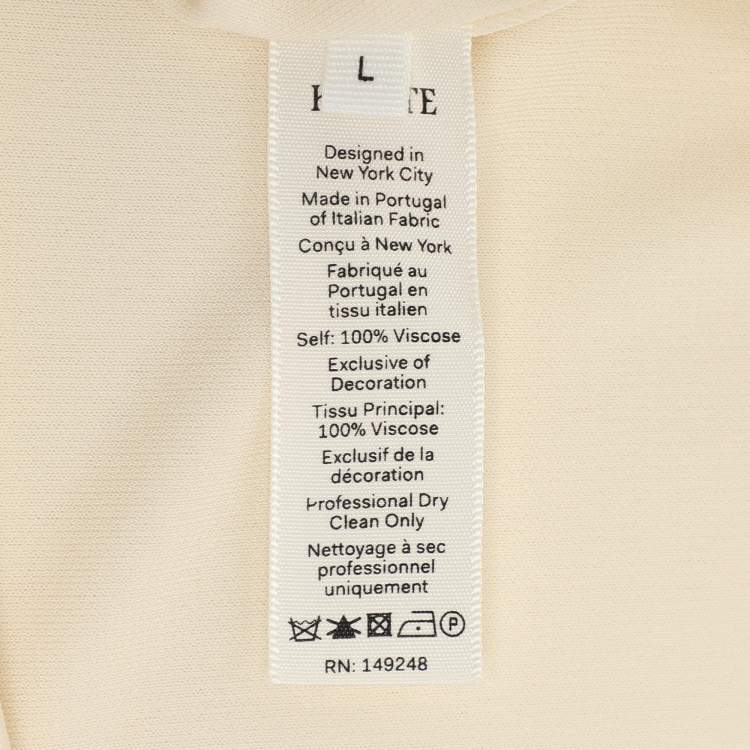 L
Designed in
New York City
Made in Portugal
of Italian Fabric
Conçu à New York
Fabriqué au
Portugal en
tissu italien
Self: 100% Viscose
Exclusive of
Decoration
Tissu Principal:
100% Viscose
Exclusif de la
décoration
Professional Dry
Clean Only
Nettoyage à sec
professionnel
uniquement
P
RN: 149248